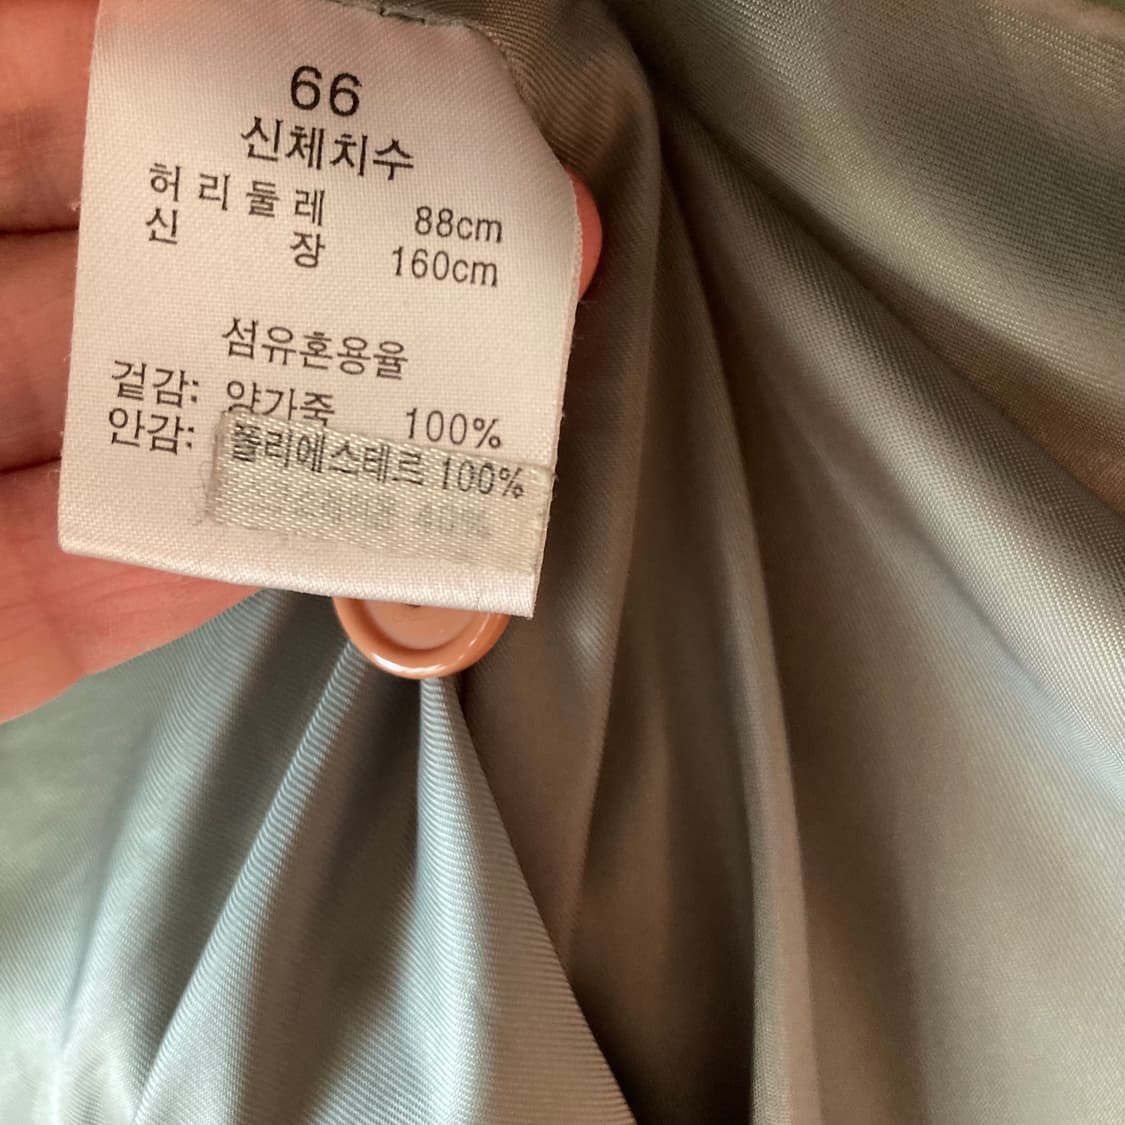 66
신체치수
허리둘레 88cm
신장 160cm
섬유혼용율
겉감: 양가죽 100%
안감: 폴리에스테르 100%
40%